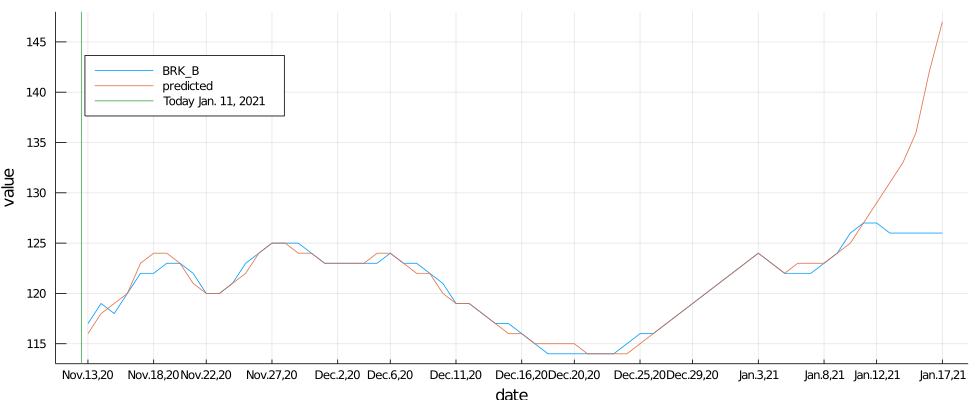 145
140
135
130
125
120
115
value
BRK_B
predicted
Today Jan. 11, 2021
Nov.13,20 Nov.18,20 Nov.22,20 Nov.27,20 Dec.2,20 Dec.6,20 Dec.11,20 Dec.16,20 Dec.20,20 Dec.25,20 Dec.29,20 Jan.3,21 Jan.8,21 Jan.12,21 Jan.17,21
date